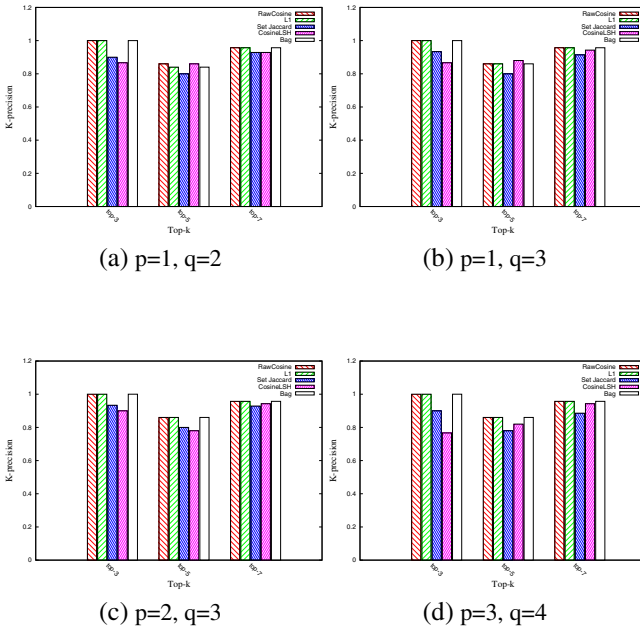 1.2
1
0.8
0.6
0.4
0.2
0
K-precision
RawCosine
L1
Set Jaccard
CosineLSH
Bag
top-3
top-5
top-7
Top-k
(a) p=1, q=2
1.2
1
0.8
0.6
0.4
0.2
0
K-precision
RawCosine
L1
Set Jaccard
CosineLSH
Bag
top-3
top-5
top-7
Top-k
(b) p=1, q=3
1.2
1
0.8
0.6
0.4
0.2
0
K-precision
RawCosine
L1
Set Jaccard
CosineLSH
Bag
top-3
top-5
top-7
Top-k
(c) p=2, q=3
1.2
1
0.8
0.6
0.4
0.2
0
K-precision
RawCosine
L1
Set Jaccard
CosineLSH
Bag
top-3
top-5
top-7
Top-k
(d) p=3, q=4